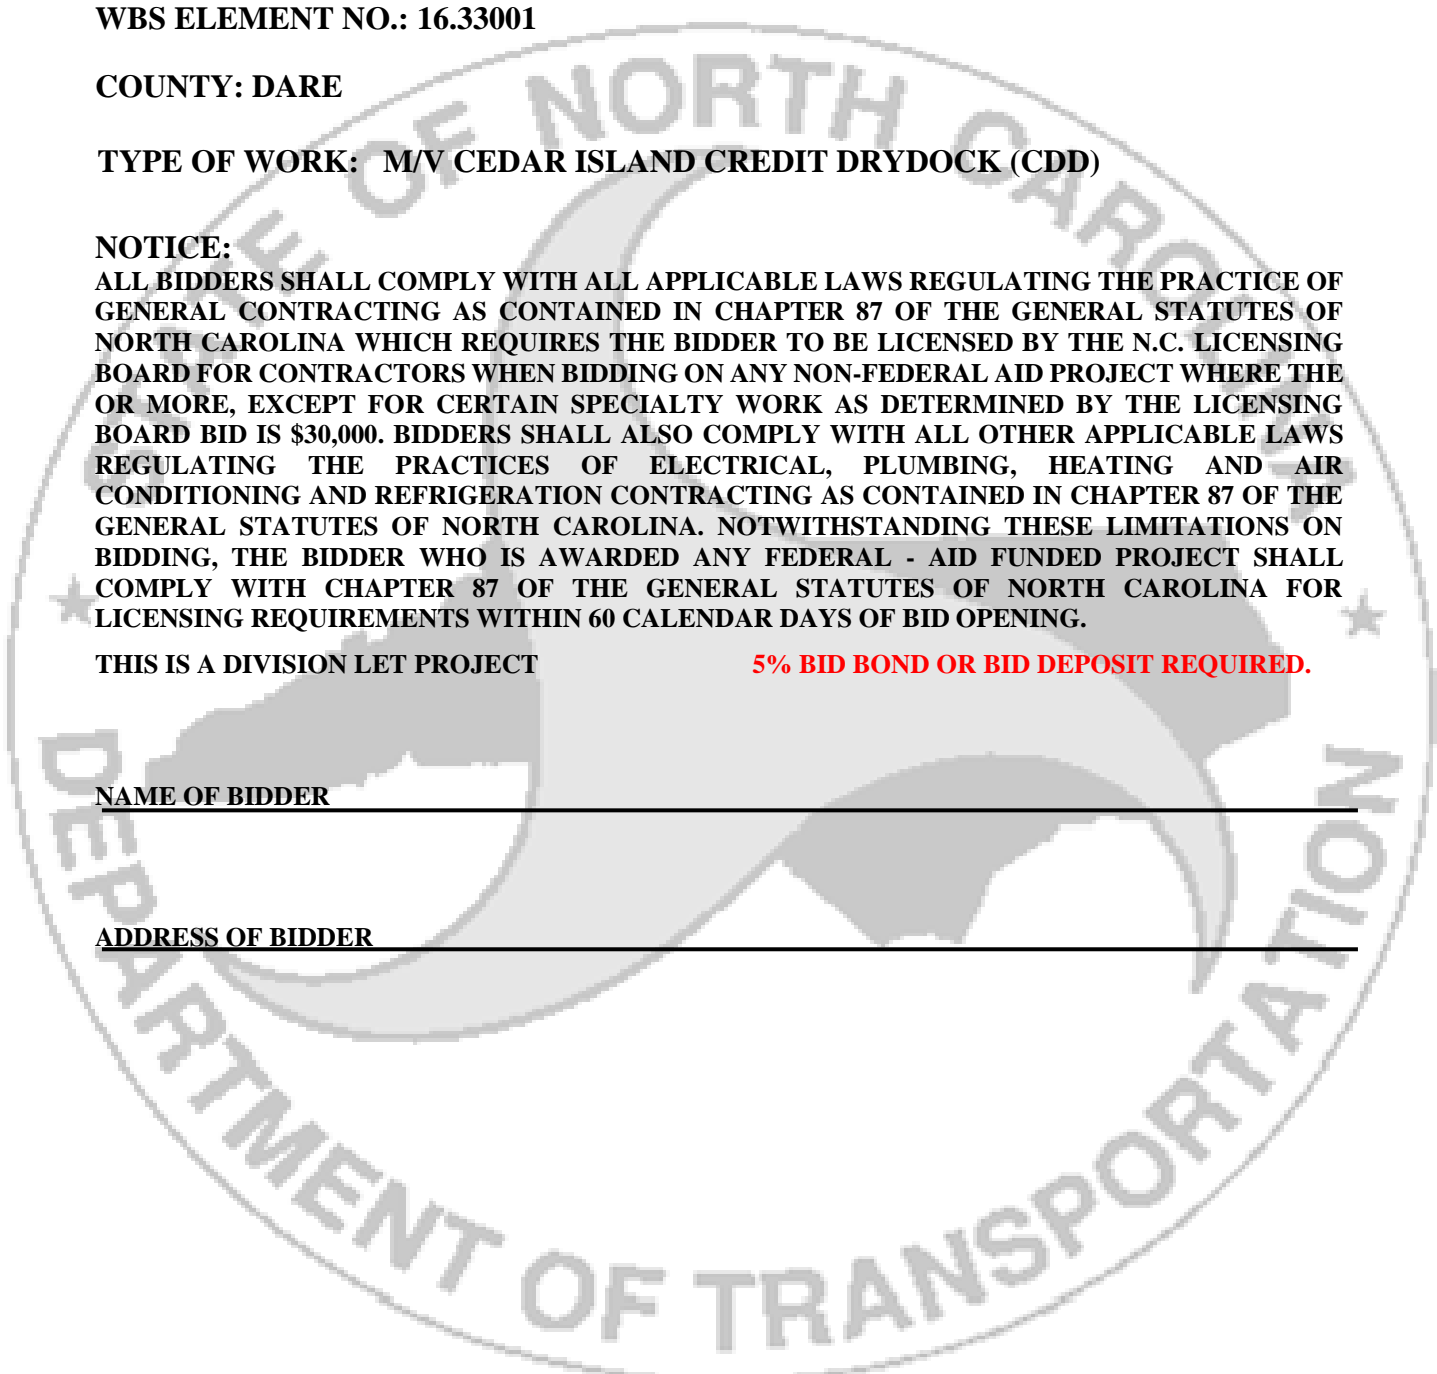 WBS ELEMENT NO.: 16.33001
COUNTY: DARE
TYPE OF WORK: M/V CEDAR ISLAND CREDIT DRYDOCK (CDD)
NOTICE:
ALL BIDDERS SHALL COMPLY WITH ALL APPLICABLE LAWS REGULATING THE PRACTICE OF
GENERAL CONTRACTING AS CONTAINED IN CHAPTER 87 OF THE GENERAL STATUTES OF
NORTH CAROLINA WHICH REQUIRES THE BIDDER TO BE LICENSED BY THE N.C. LICENSING
BOARD FOR CONTRACTORS WHEN BIDDING ON ANY NON-FEDERAL AID PROJECT WHERE THE
OR MORE, EXCEPT FOR CERTAIN SPECIALTY WORK AS DETERMINED BY THE LICENSING
BOARD BID IS $30,000. BIDDERS SHALL ALSO COMPLY WITH ALL OTHER APPLICABLE LAWS
REGULATING THE PRACTICES OF ELECTRICAL, PLUMBING, HEATING AND AIR
CONDITIONING AND REFRIGERATION CONTRACTING AS CONTAINED IN CHAPTER 87 OF THE
GENERAL STATUTES OF NORTH CAROLINA. NOTWITHSTANDING THESE LIMITATIONS ON
BIDDING, THE BIDDER WHO IS AWARDED ANY FEDERAL - AID FUNDED PROJECT SHALL
COMPLY WITH CHAPTER 87 OF THE GENERAL STATUTES OF NORTH CAROLINA FOR
LICENSING REQUIREMENTS WITHIN 60 CALENDAR DAYS OF BID OPENING.
THIS IS A DIVISION LET PROJECT 5% BID BOND OR BID DEPOSIT REQUIRED.
NAME OF BIDDER
ADDRESS OF BIDDER
STATE OF NORTH CAROLINA
DEPARTMENT OF TRANSPORTATION